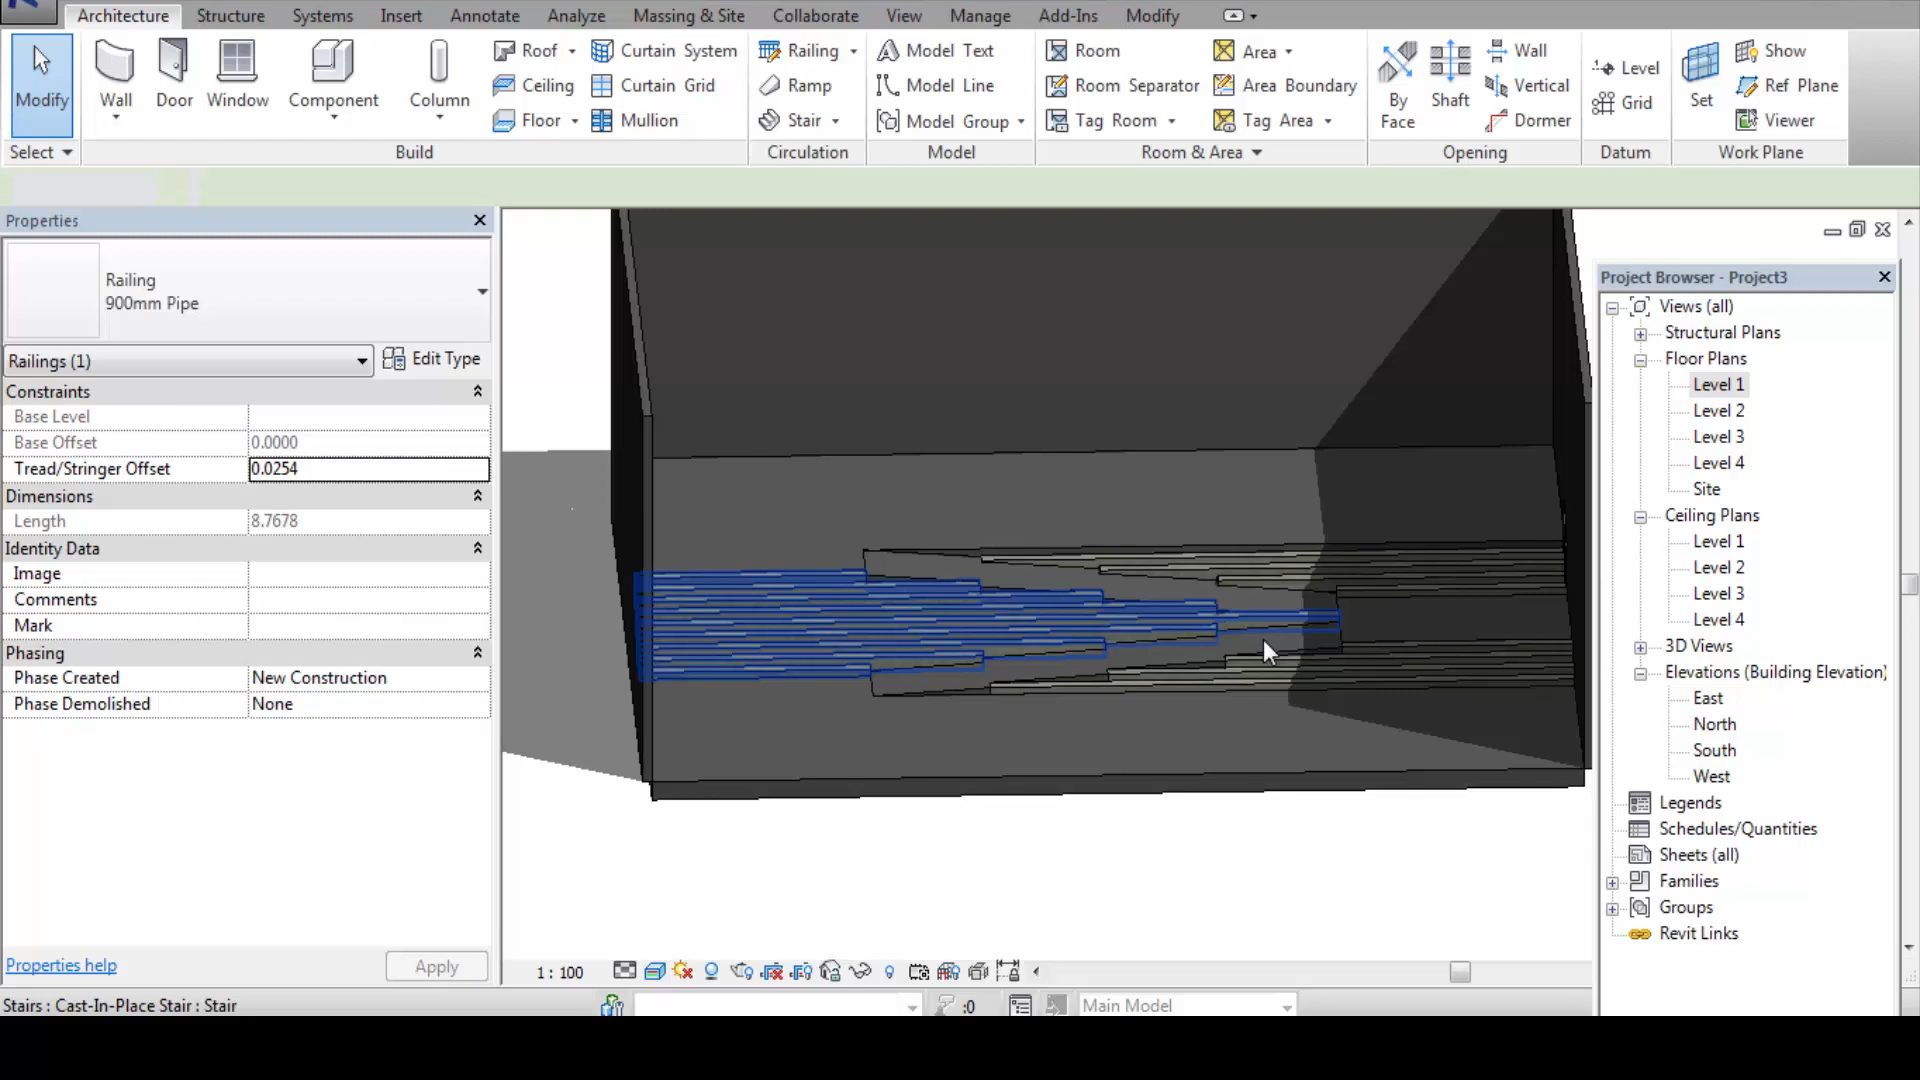 Architecture Structure Systems Insert Annotate Analyze Massing & Site Collaborate View Manage Add-Ins Modify
Modify
Wall
Door
Window
Component
Column
Roof
Ceiling
Floor
Curtain System
Curtain Grid
Mullion
Railing
Ramp
Stair
Model Text
Model Line
Model Group
Room
Room Separator
Tag Room
Area
Area Boundary
Tag Area
By
Face
Shaft
Wall
Vertical
Dormer
Level
Grid
Set
Show
Ref Plane
Viewer
Select
Build
Circulation
Model
Room & Area
Opening
Datum
Work Plane
Properties
Railing
900mm Pipe
Railings (1)
Edit Type
Constraints
Base Level
Base Offset 0.0000
Tread/Stringer Offset 0.0254
Dimensions
Length 8.7678
Identity Data
Image
Comments
Mark
Phasing
Phase Created New Construction
Phase Demolished None
Properties help
Apply
Project Browser - Project3
Views (all)
Structural Plans
Floor Plans
Level 1
Level 2
Level 3
Level 4
Site
Ceiling Plans
Level 1
Level 2
Level 3
Level 4
3D Views
Elevations (Building Elevation)
East
North
South
West
Legends
Schedules/Quantities
Sheets (all)
Families
Groups
Revit Links
1 : 100
Stairs : Cast-In-Place Stair : Stair
:0
Main Model